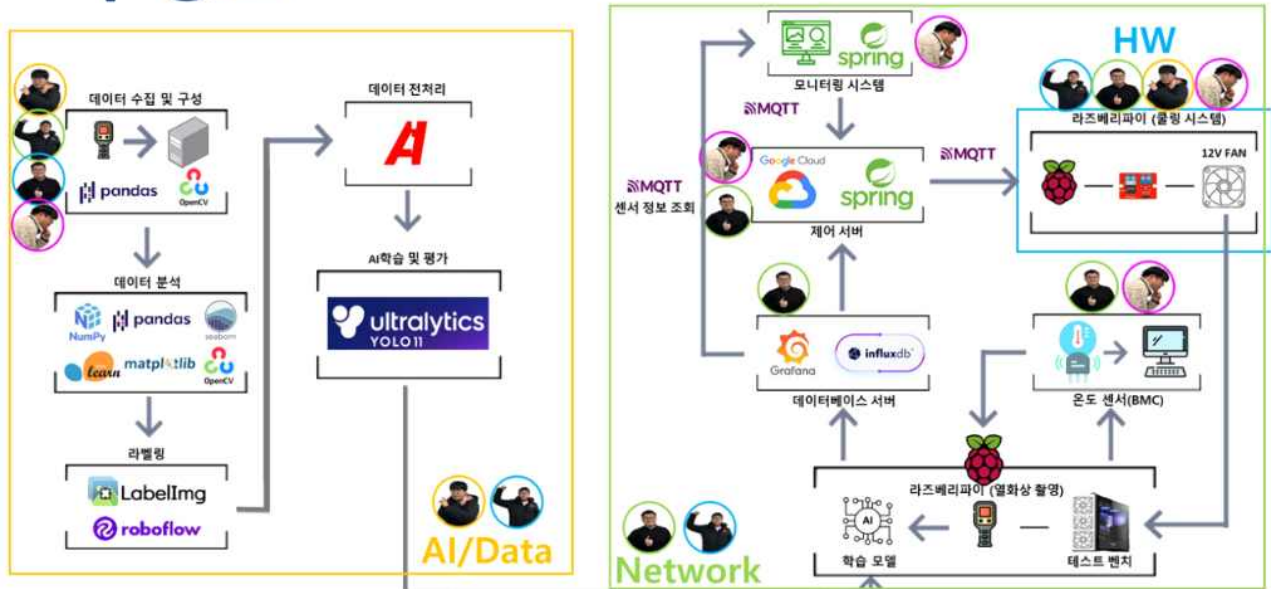 데이터 수집 및 구성
pandas
OpenCV
데이터 분석
NumPy
pandas
seaborn
learn
matplotlib
OpenCV
라벨링
LabelImg
roboflow
데이터 전처리
AI
AI학습 및 평가
ultralytics
YOLO11
AI/Data
spring
모니터링 시스템
MQTT
MQTT
센서 정보 조회
Google Cloud
spring
제어 서버
MQTT
HW
라즈베리파이 (쿨링 시스템)
12V FAN
Grafana
influxdb
데이터베이스 서버
온도 센서(BMC)
라즈베리파이 (열화상 촬영)
AI
학습 모델
테스트 벤치
Network